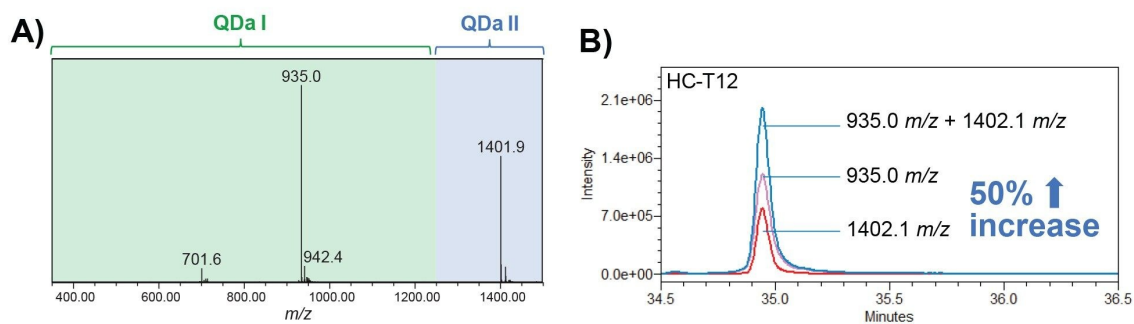 A)
QDa I
QDa II
935.0
1401.9
701.6
942.4
400.00 600.00 800.00 1000.00 1200.00 1400.00
m/z
B)
HC-T12
2.1e+06
1.4e+06
7.0e+05
0.0e+00
Intensity
935.0 m/z + 1402.1 m/z
935.0 m/z
1402.1 m/z
50%
increase
34.5 35.0 35.5 36.0 36.5
Minutes